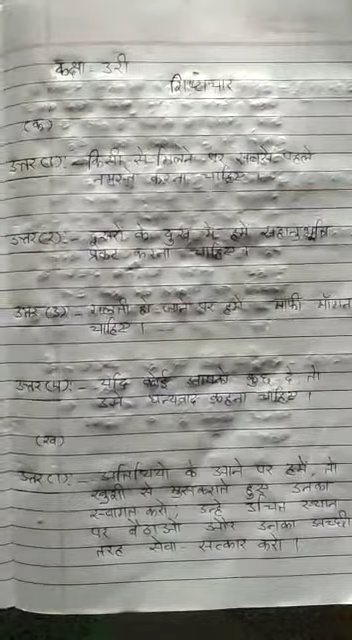 कक्षा - 3री
शिष्टाचार
(क)
उत्तर (1):- किसी से मिलने पर सबसे पहले
नमस्ते करना चाहिए ।
उत्तर (2):- दूसरों के दुख में हमें सहानुभूति
प्रकट करना चाहिए ।
उत्तर (3) - गलती हो जाने पर हमें माफी माँगना
चाहिए ।
उत्तर (4):- यदि कोई आपको कुछ दे तो
उसे धन्यवाद कहना चाहिए ।
(ख)
उत्तर (1):- अतिथियो के आने पर हमें, तो
खुशी से मुस्कराते हुए उनका
स्वागत करो, उन्हे उचित स्थान
पर बैठाओ और उनका अच्छी
तरह सेवा - सत्कार करो ।